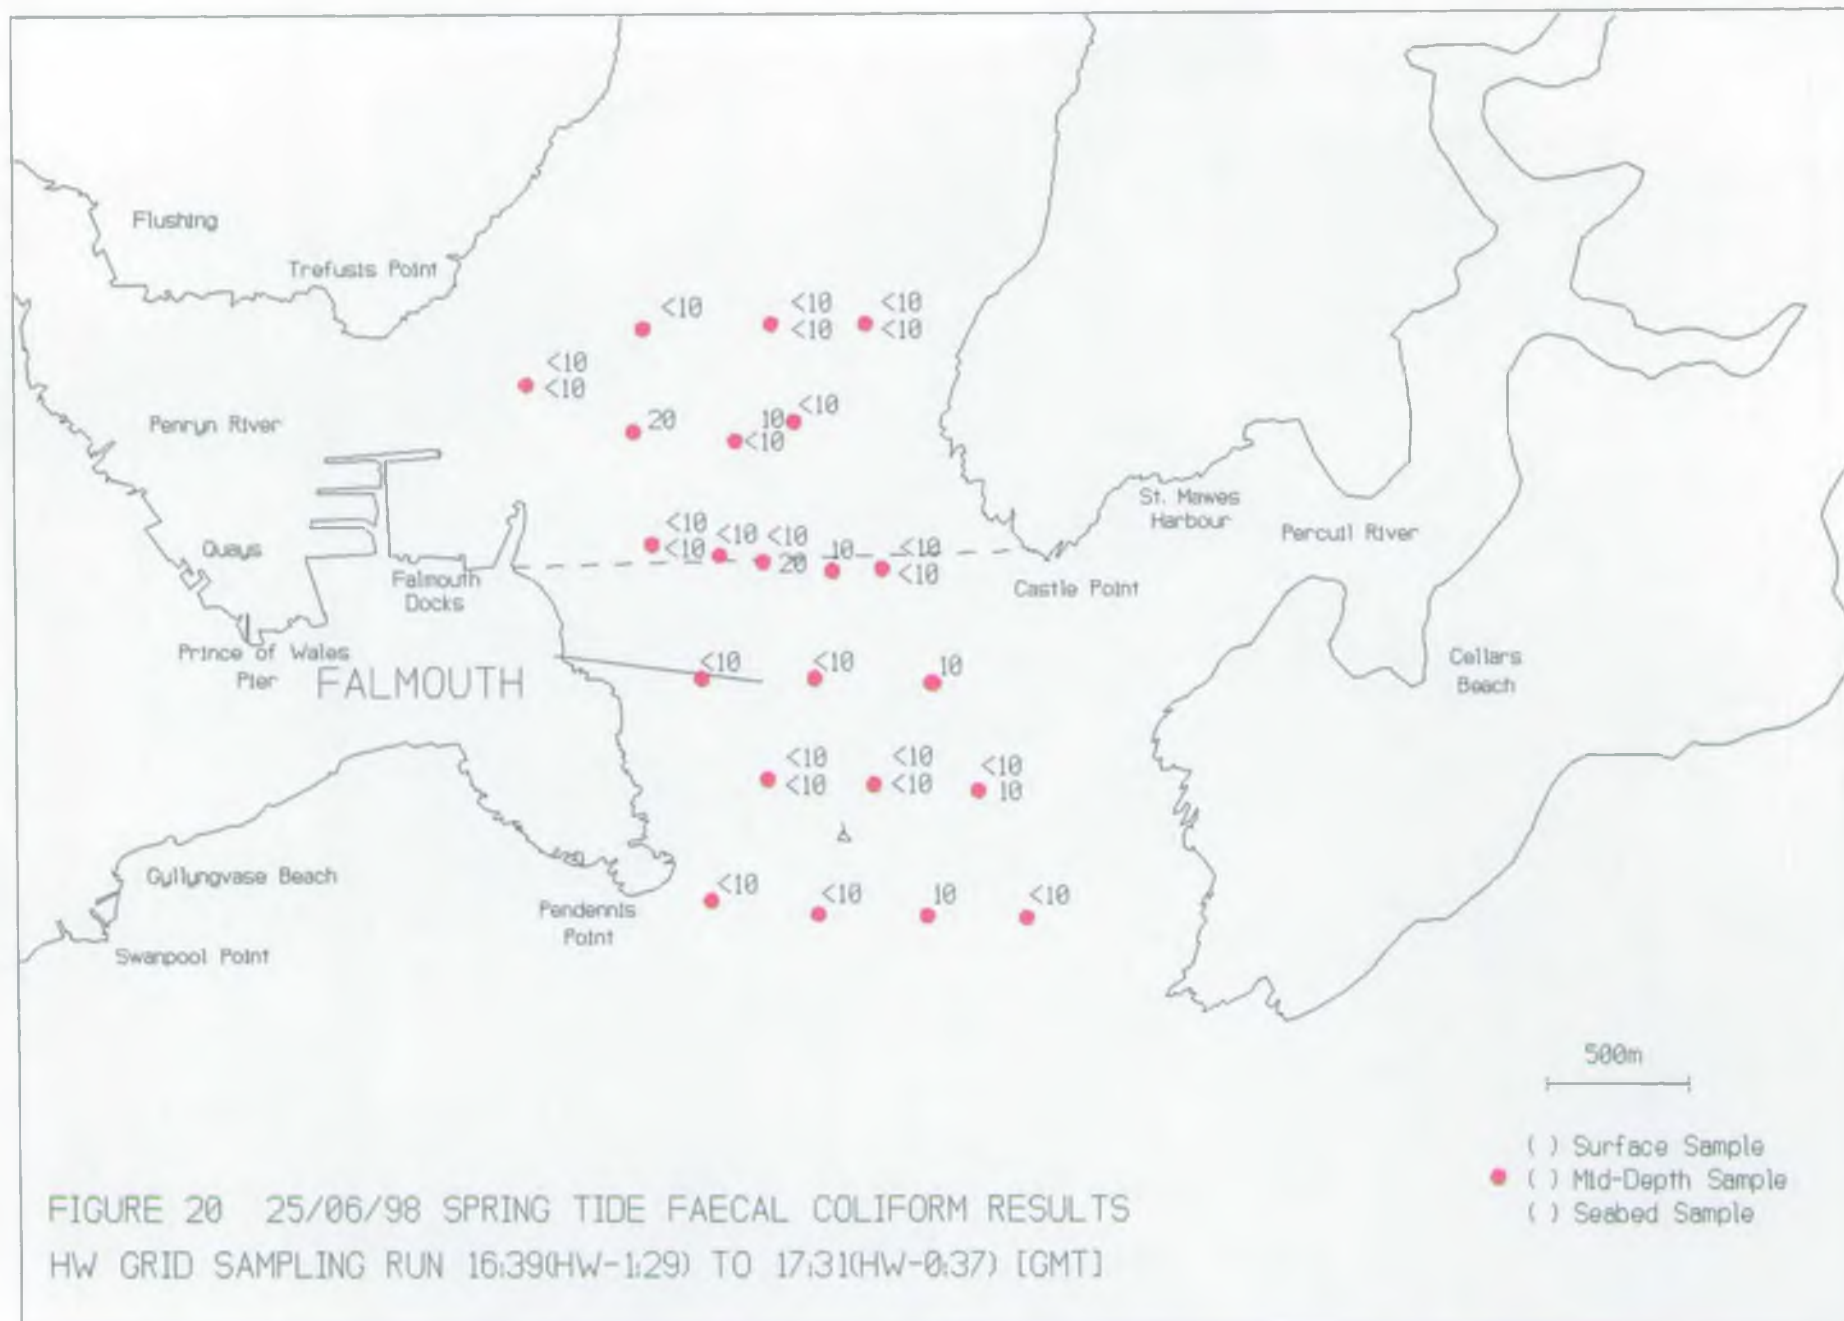 Flushing
Trefusis Point
<10
<10
<10
<10
<10
<10
<10
Penryn River
20
10
<10
<10
St. Mawes
Harbour
Percuil River
<10
<10
<10
<10
20
10
<10
<10
Quays
Falmouth
Docks
Castle Point
Prince of Wales
Pier
FALMOUTH
<10
<10
10
Cellars
Beach
<10
<10
<10
<10
<10
10
Gyllyngvase Beach
Swanpool Point
Pendennis
Point
<10
<10
10
<10
500m
( ) Surface Sample
( ) Mid-Depth Sample
( ) Seabed Sample
FIGURE 20 25/06/98 SPRING TIDE FAECAL COLIFORM RESULTS
HW GRID SAMPLING RUN 16:39(HW-1:29) TO 17:31(HW-0:37) [GMT]